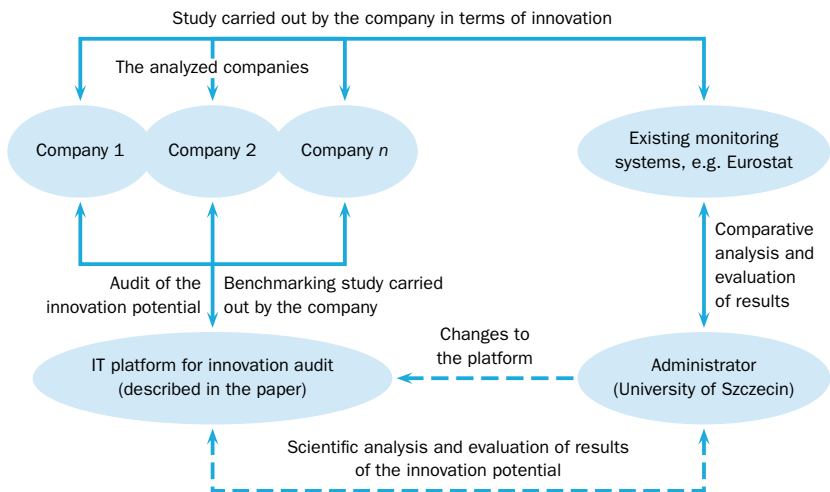 Study carried out by the company in terms of innovation
The analyzed companies
Company 1
Company 2
Company n
Existing monitoring
systems, e.g. Eurostat
Audit of the
innovation potential
Benchmarking study carried
out by the company
Comparative
analysis and
evaluation
of results
IT platform for innovation audit
(described in the paper)
Changes to
the platform
Administrator
(University of Szczecin)
Scientific analysis and evaluation of results
of the innovation potential